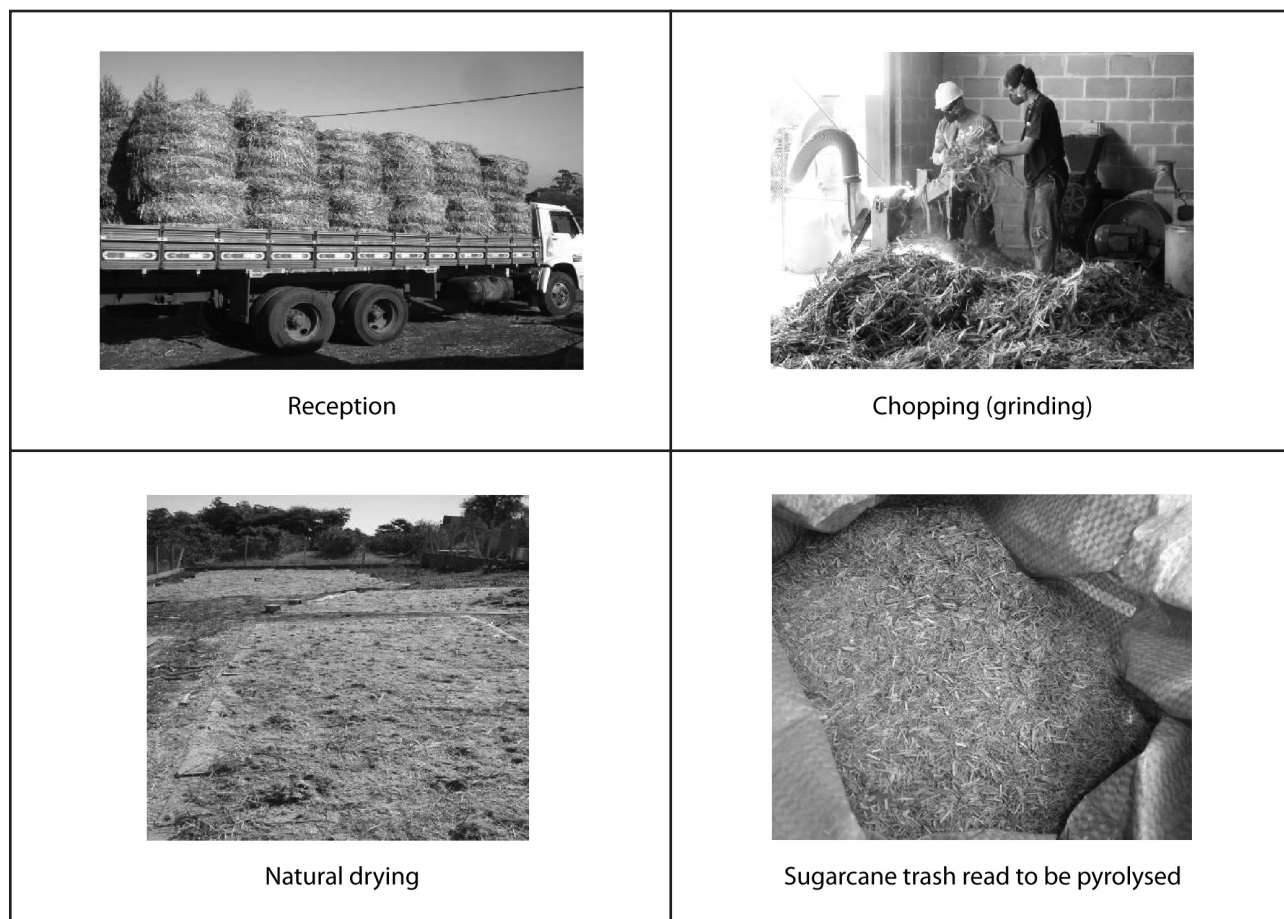 Reception
Chopping (grinding)
Natural drying
Sugarcane trash read to be pyrolysed